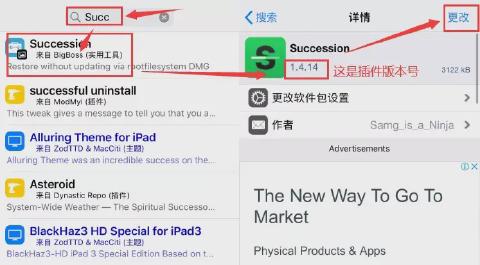 Succ
Succession
来自 BigBoss (实用工具)
Restore without updating via rootfilesystem DMG
successful uninstall
来自 ModMyi (插件)
This tweak gives a message to tell you that you a...
Alluring Theme for iPad
来自 ZodTTD & MacCiti (主题)
Alluring Theme was an incredible success on the...
Asteroid
来自 Dynastic Repo (插件)
System-Wide Weather — The Spiritual Successo...
BlackHaz3 HD Special for iPad3
来自 ZodTTD & MacCiti (主题)
BlackHaz3-HD iPad 3 Special Edition Based on t...
搜索
详情
更改
Succession
1.4.14
这是插件版本号
3122 kB
更改软件包设置
作者
Samg_is_a_Ninja
Advertisements
The New Way To Go To
Market
Physical Products & Apps